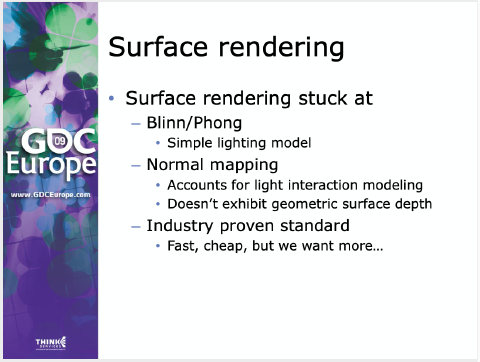 Surface rendering
• Surface rendering stuck at
– Blinn/Phong
• Simple lighting model
– Normal mapping
• Accounts for light interaction modeling
• Doesn't exhibit geometric surface depth
– Industry proven standard
• Fast, cheap, but we want more…
GDC
09
Europe
www.GDCEurope.com
THINK
SERVICES